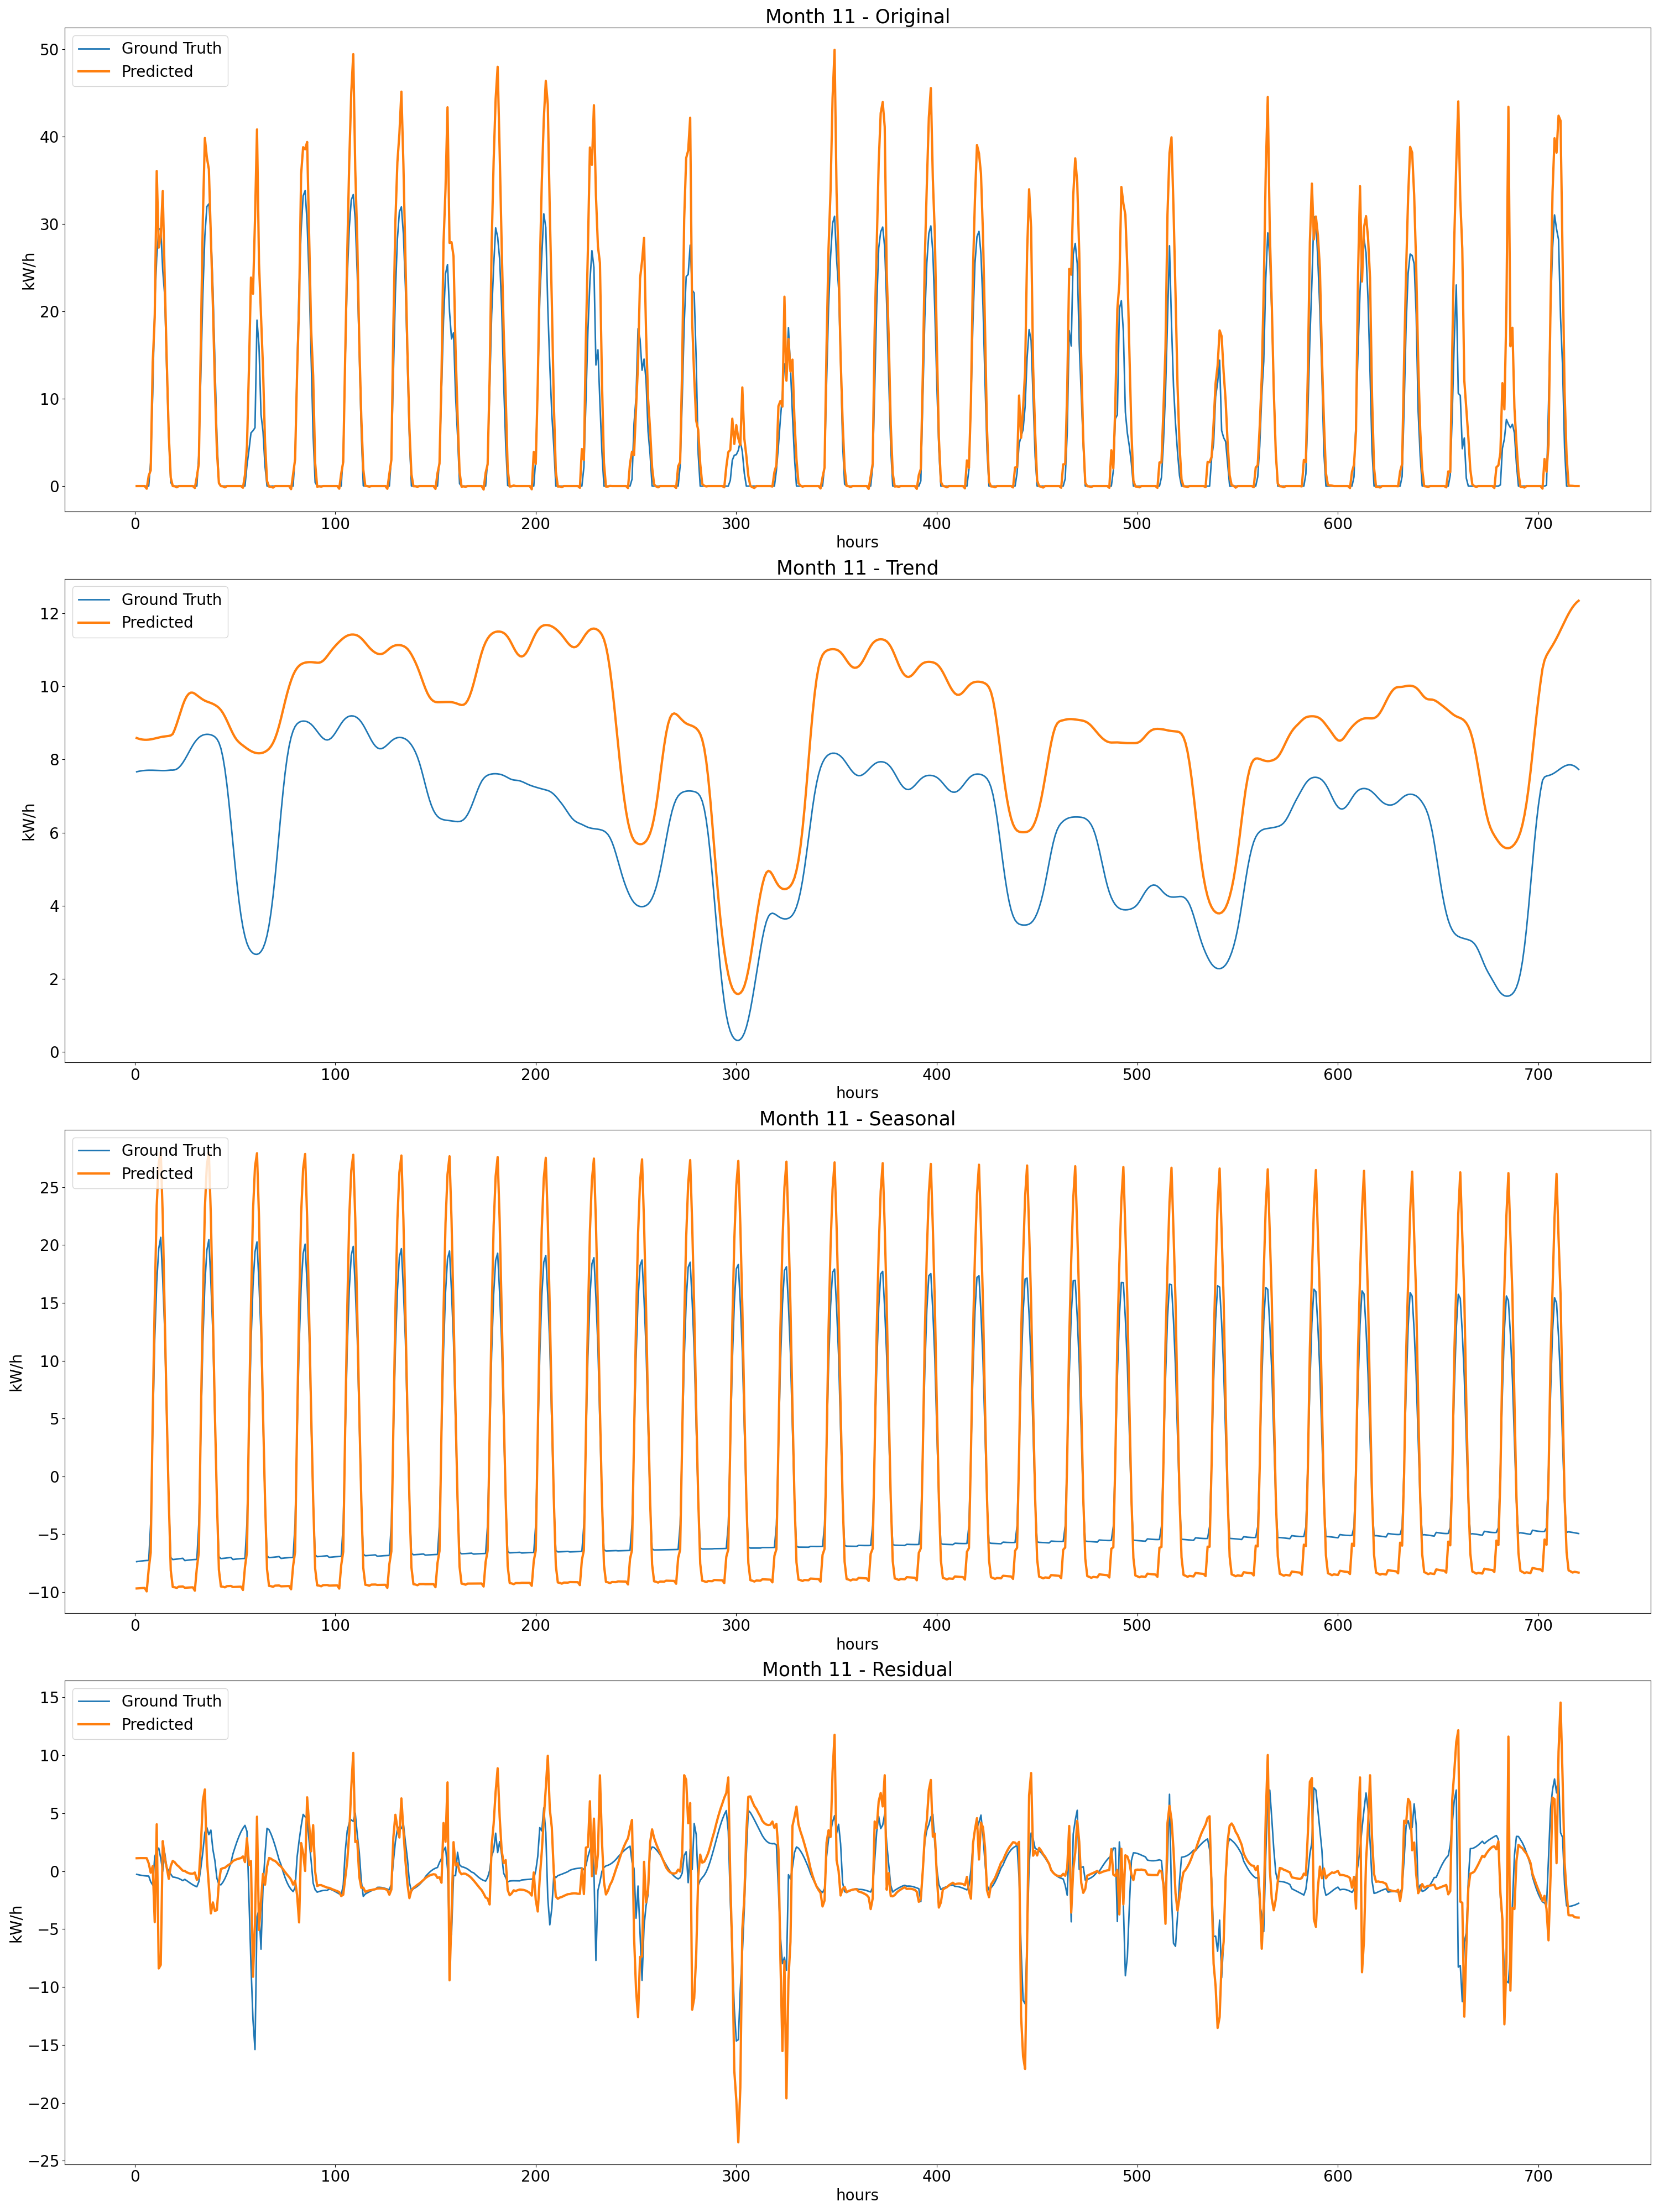 Month 11 - Original
Ground Truth
Predicted
kW/h
50
40
30
20
10
0
0 100 200 300 400 500 600 700
hours
Month 11 - Trend
Ground Truth
Predicted
kW/h
12
10
8
6
4
2
0
0 100 200 300 400 500 600 700
hours
Month 11 - Seasonal
Ground Truth
Predicted
kW/h
25
20
15
10
5
0
−5
−10
0 100 200 300 400 500 600 700
hours
Month 11 - Residual
Ground Truth
Predicted
kW/h
15
10
5
0
−5
−10
−15
−20
−25
0 100 200 300 400 500 600 700
hours